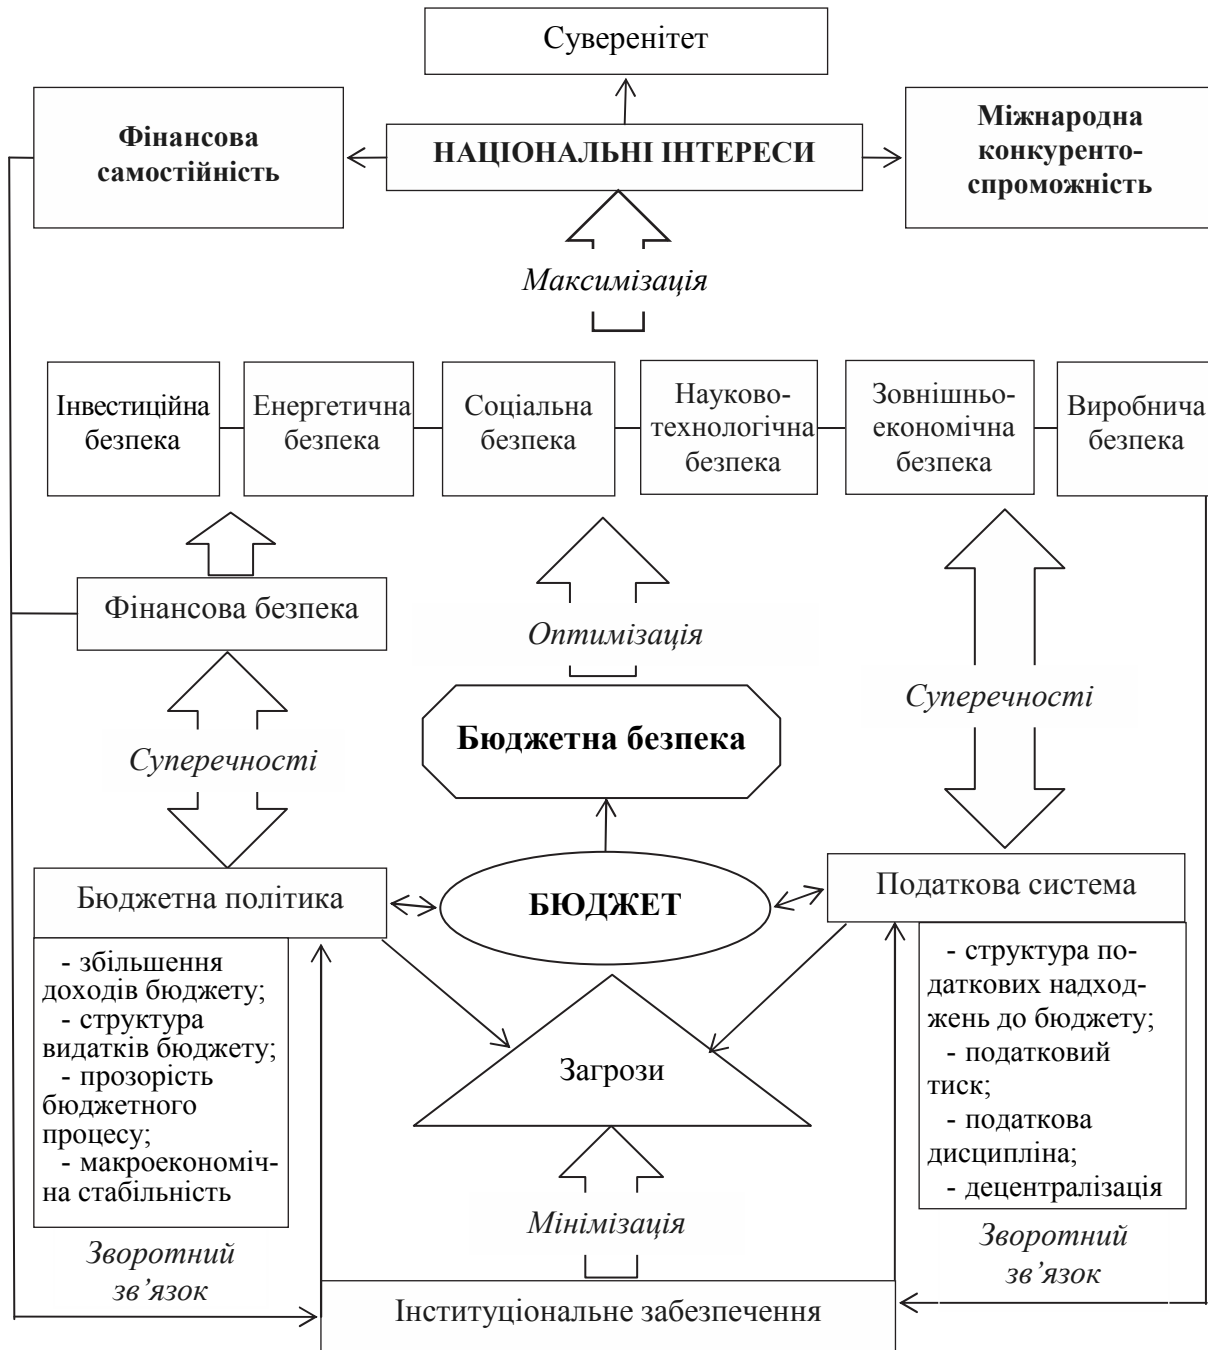 Суверенітет
Фінансова
самостійність
НАЦІОНАЛЬНІ ІНТЕРЕСИ
Міжнародна
конкуренто-
спроможність
Максимізація
Інвестиційна
безпека
Енергетична
безпека
Соціальна
безпека
Науково-
технологічна
безпека
Зовнішньо-
економічна
безпека
Виробнича
безпека
Фінансова безпека
Оптимізація
Суперечності
Бюджетна безпека
Суперечності
Бюджетна політика
БЮДЖЕТ
Податкова система
- збільшення
доходів бюджету;
- структура
видатків бюджету;
- прозорість
бюджетного
процесу;
- макроекономіч-
на стабільність
Загрози
- структура по-
даткових надход-
жень до бюджету;
- податковий
тиск;
- податкова
дисципліна;
- децентралізація
Мінімізація
Зворотний
зв’язок
Зворотний
зв’язок
Інституціональне забезпечення